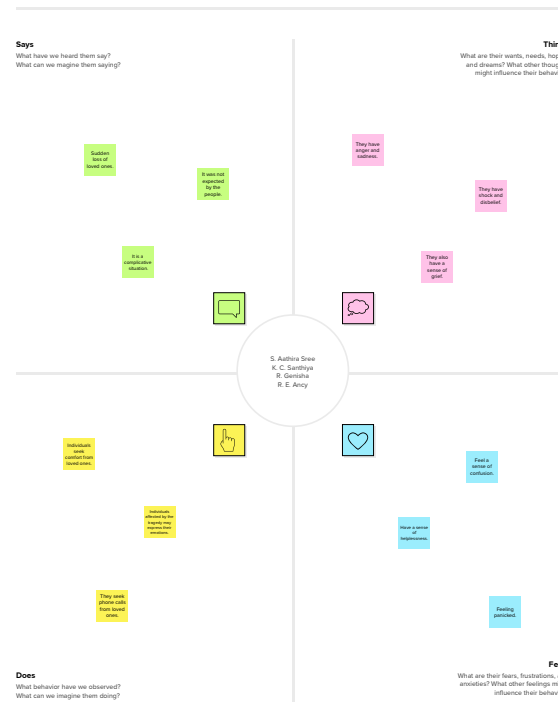 Says
What have we heard them say?
What can we magine them saying?
Sudden
loss of
loved ones.
It was not
expected
by the
people.
It is a
complicative
situation.
Thin
What are their wants, needs, hop
and dreams? What other thoug
might influence their behavi
They have
anger and
sadness.
They have
shock and
disbelief.
They also
have a
sense of
grief.
S. Aathira Sree
K. C. Santhiya
R. Genisha
R. E. Ancy
Individuals
seek
comfort from
loved ones.
Individuals
affected by the
tragedy may
express their
emotions.
They seek
phone calls
from loved
ones.
Does
What behavior have we observed?
What can we imagine them doing?
Feel a
sense of
confusion.
Have a sense
of
helplessness.
Feeling
panicked.
Fe
What are their fears, frustrations,
anxieties? What other feelings mi
influence their behavi